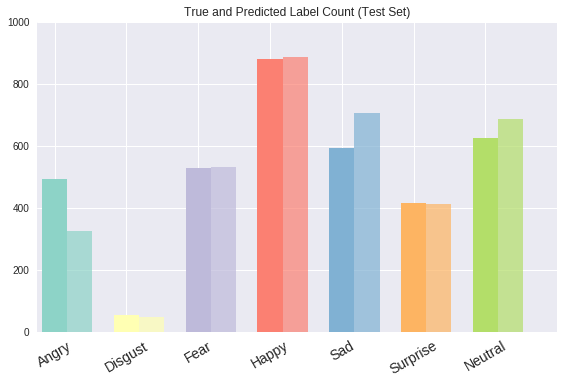 True and Predicted Label Count (Test Set)
1000
800
600
400
200
0
Angry
Disgust
Fear
Happy
Sad
Surprise
Neutral